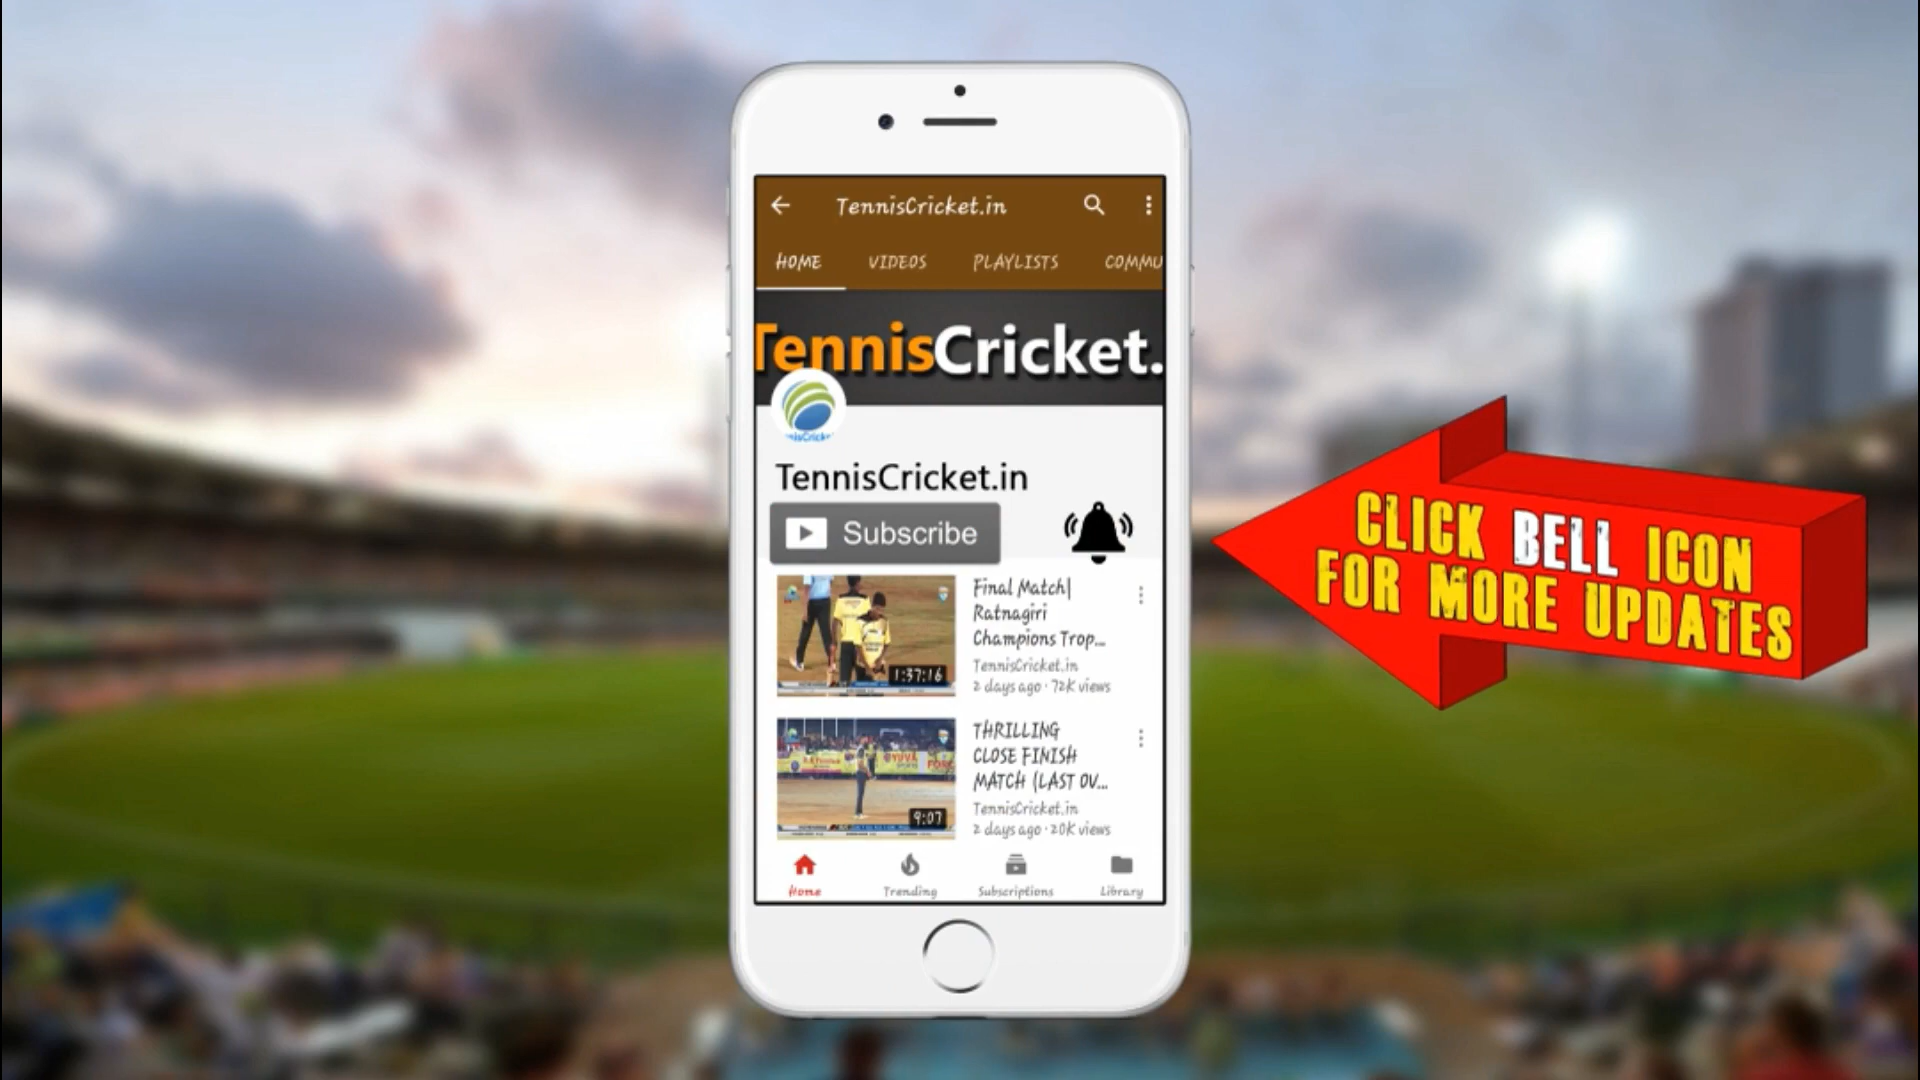 TennisCricket.in
HOME VIDEOS PLAYLISTS COMMU
TennisCricket.
TennisCricket.in
Subscribe
Final Match|
Ratnagiri
Champions Trop...
TennisCricket.in
2 days ago · 72K views
1:37:16
THRILLING
CLOSE FINISH
MATCH (LAST OV...
TennisCricket.in
2 days ago · 20K views
9:07
Home Trending Subscriptions Library
CLICK BELL ICON
FOR MORE UPDATES